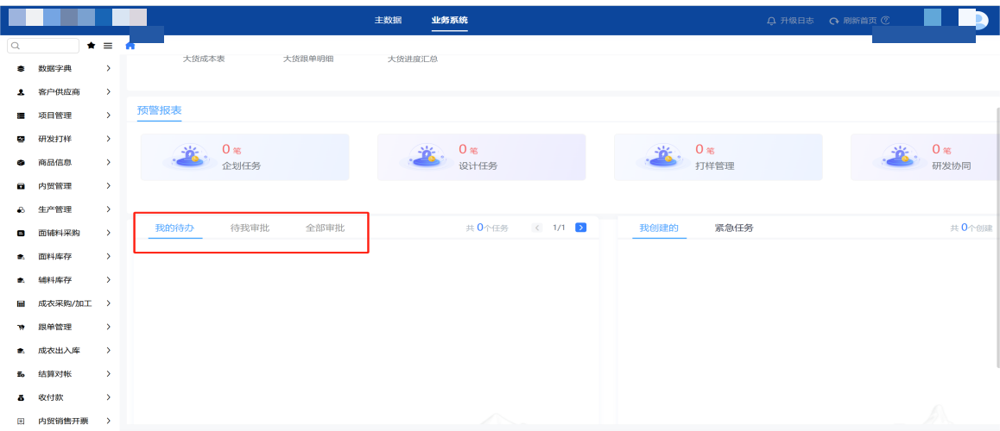 主数据 业务系统 升级日志 刷新首页
数据字典
客户供应商
项目管理
研发打样
商品信息
内贸管理
生产管理
面辅料采购
面料库存
辅料库存
成衣采购/加工
跟单管理
成衣出入库
结算对帐
收付款
内贸销售开票
大货成本表 大货跟单明细 大货进度汇总
预警报表
0 笔 0 笔 0 笔 0 笔
企划任务 设计任务 打样管理 研发协同
我的待办 待我审批 全部审批 共 0个任务 1/1 我创建的 紧急任务 共 0个创建